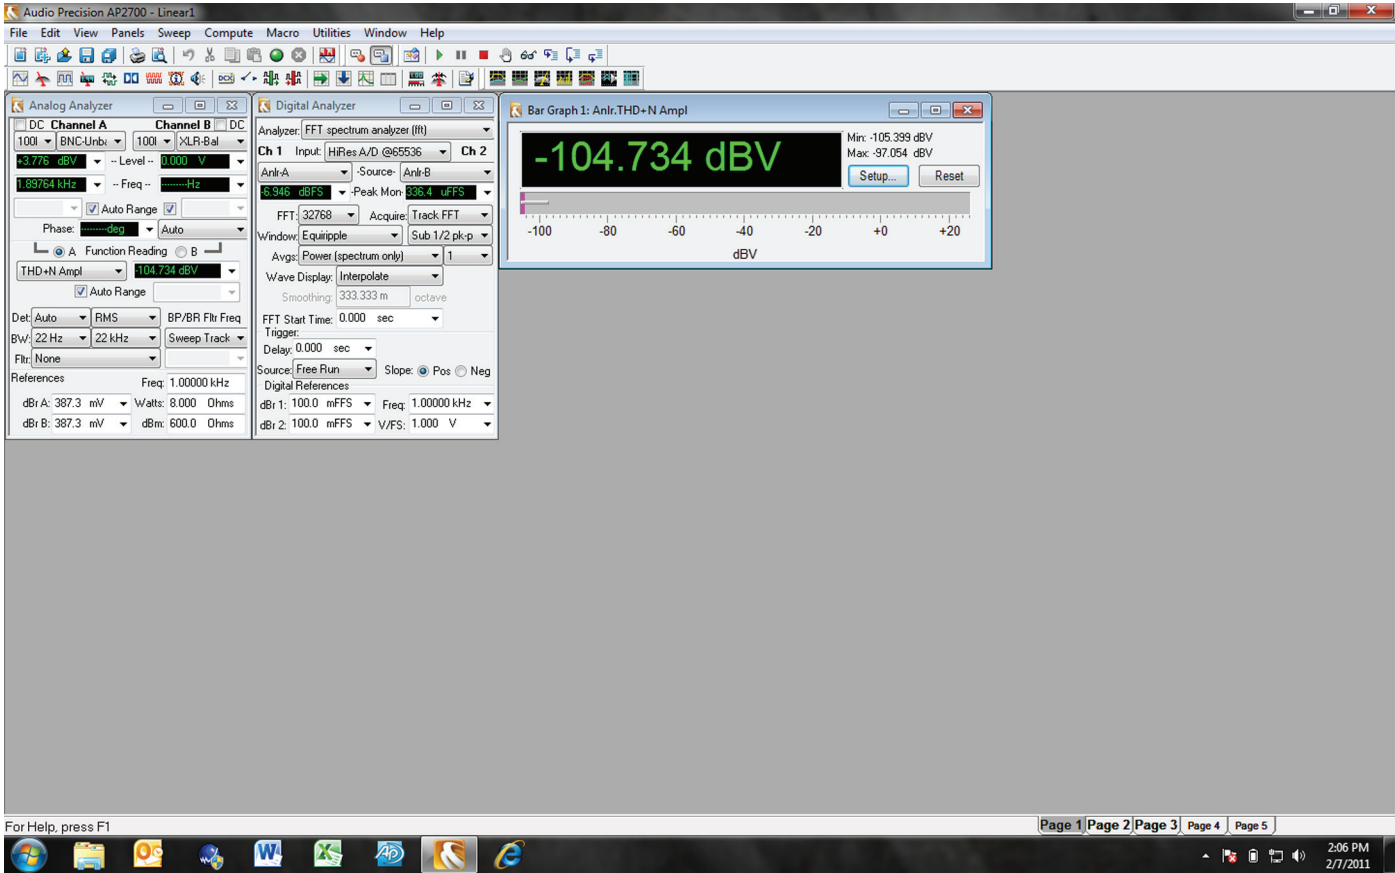 Audio Precision AP2700 - Linear1
File Edit View Panels Sweep Compute Macro Utilities Window Help
Analog Analyzer
DC Channel A Channel B DC
100l BNC-Unba 100l XLR-Bal
+3.776 dBV -- Level -- 0.000 V
1.89764 kHz -- Freq -- --------Hz
Auto Range
Phase: --------deg Auto
A Function Reading B
THD+N Ampl -104.734 dBV
Auto Range
Det: Auto RMS BP/BR Fltr Freq
BW: 22 Hz 22 kHz Sweep Track
Fltr: None
References Freq: 1.00000 kHz
dBr A: 387.3 mV Watts: 8.000 Ohms
dBr B: 387.3 mV dBm: 600.0 Ohms
Digital Analyzer
Analyzer: FFT spectrum analyzer (fft)
Ch 1 Input: HiRes A/D @65536 Ch 2
Anlr-A -Source- Anlr-B
-6.946 dBFS -Peak Mon- 336.4 uFFS
FFT: 32768 Acquire: Track FFT
Window: Equiripple Sub 1/2 pk-p
Avgs: Power (spectrum only) 1
Wave Display: Interpolate
Smoothing: 333.333 m octave
FFT Start Time: 0.000 sec
Trigger:
Delay: 0.000 sec
Source: Free Run Slope: Pos Neg
Digital References
dBr 1: 100.0 mFFS Freq: 1.00000 kHz
dBr 2: 100.0 mFFS V/FS: 1.000 V
Bar Graph 1: Anlr.THD+N Ampl
-104.734 dBV
Min: -105.399 dBV
Max: -97.054 dBV
Setup... Reset
-100 -80 -60 -40 -20 +0 +20
dBV
For Help, press F1
Page 1 Page 2 Page 3 Page 4 Page 5
2:06 PM
2/7/2011